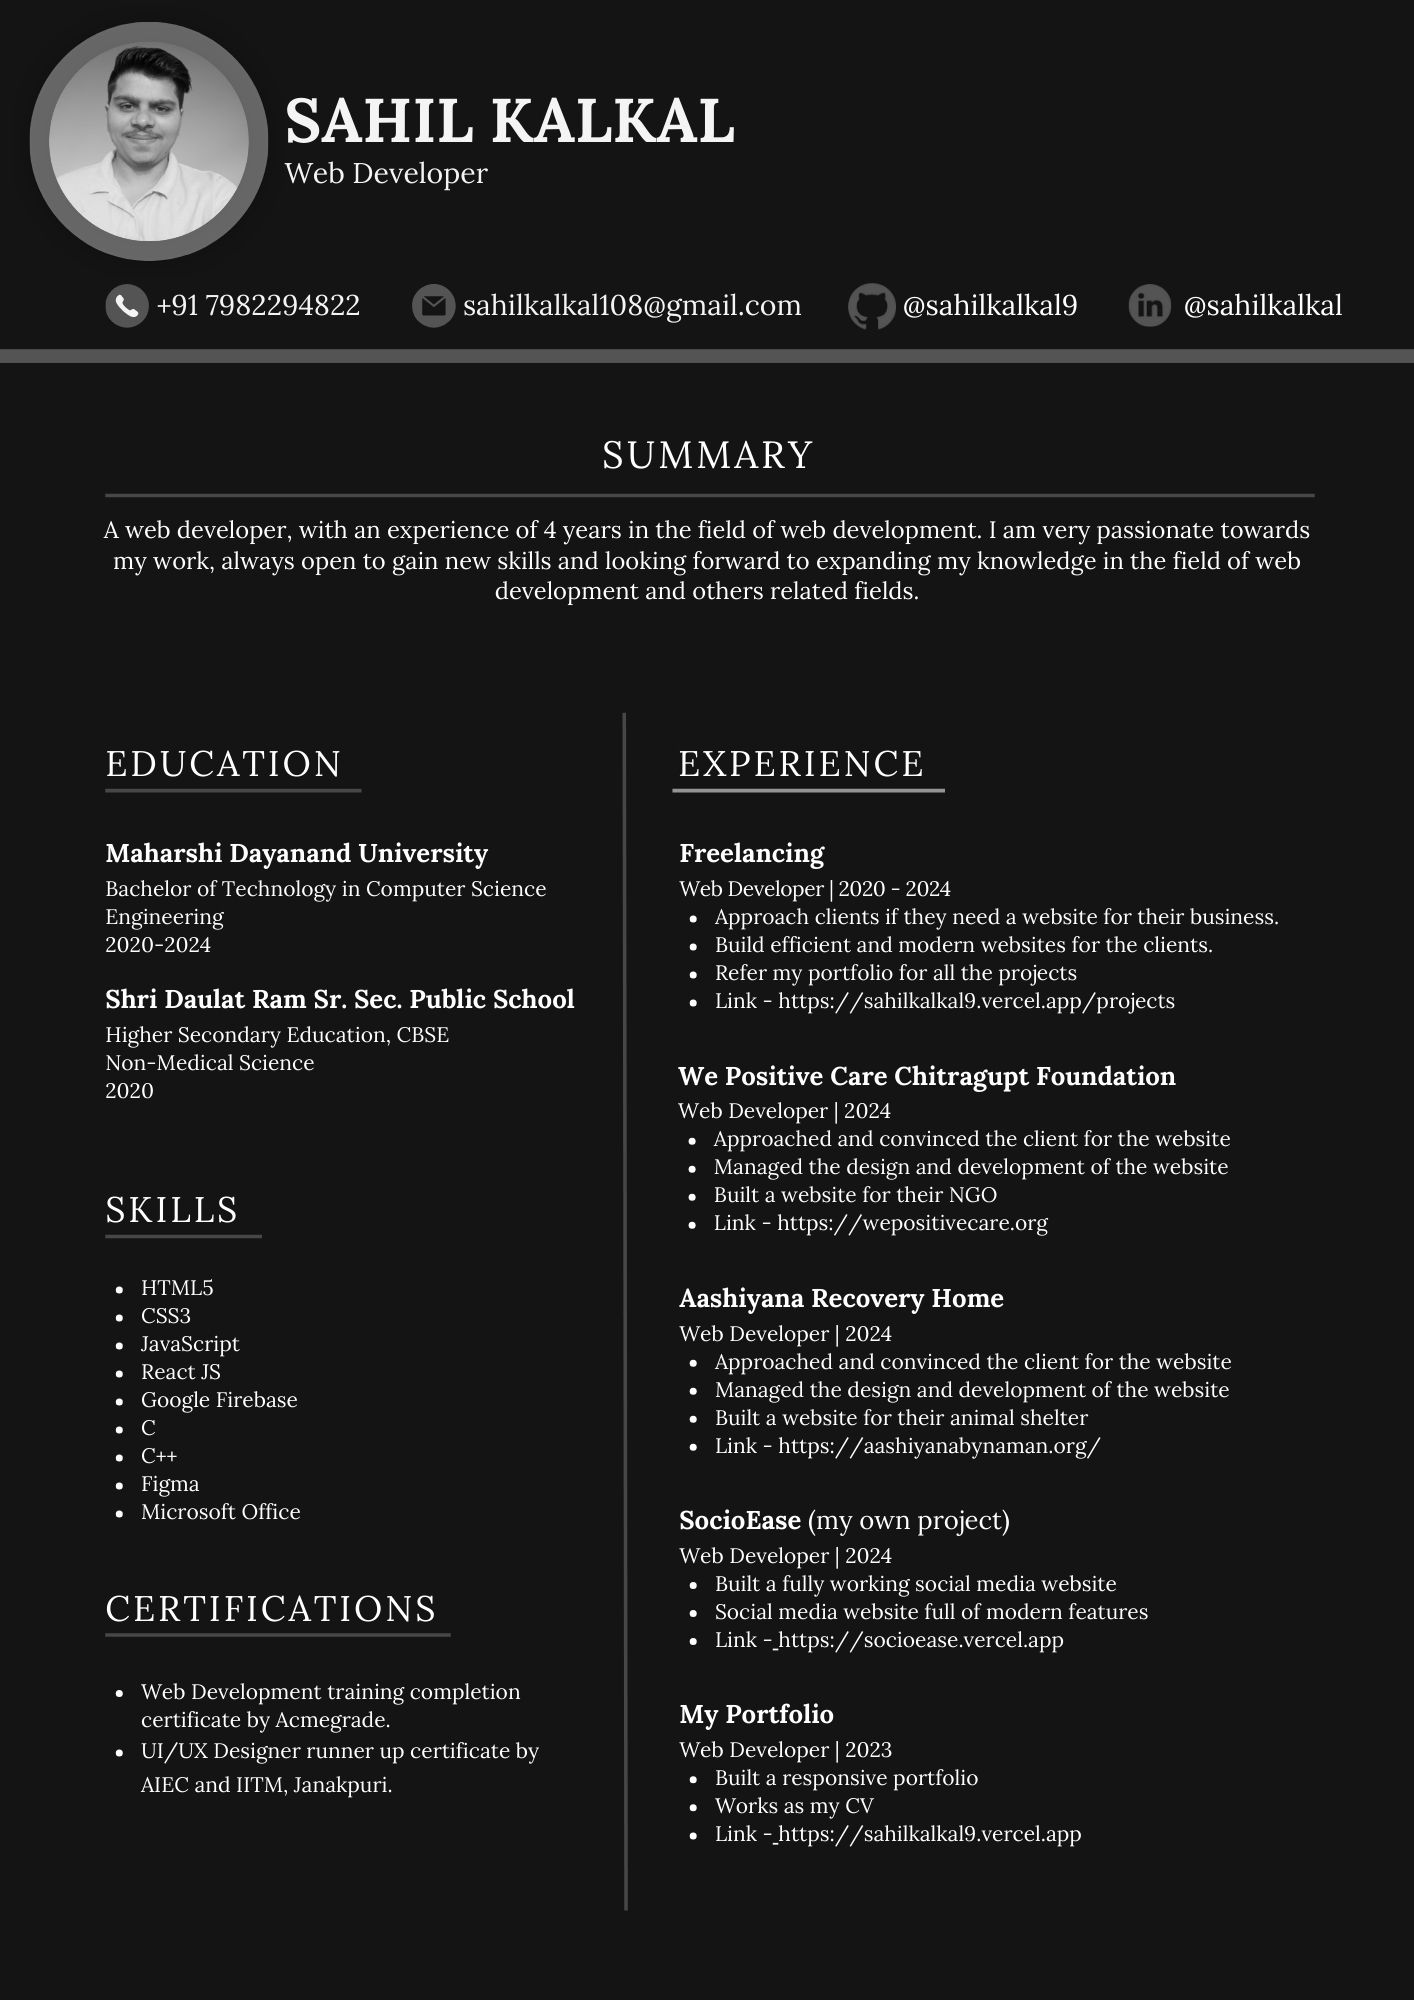 SAHIL KALKAL
Web Developer
+91 7982294822
sahilkalkal108@gmail.com
@sahilkalkal9
in
@sahilkalkal
SUMMARY
A web developer, with an experience of 4 years in the field of web development. I am very passionate towards
my work, always open to gain new skills and looking forward to expanding my knowledge in the field of web
development and others related fields.
EDUCATION
Maharshi Dayanand University
Bachelor of Technology in Computer Science
Engineering
2020-2024
Shri Daulat Ram Sr. Sec. Public School
Higher Secondary Education, CBSE
Non-Medical Science
2020
SKILLS
• HTML5
• CSS3
• JavaScript
• React JS
• Google Firebase
• C
• C++
• Figma
• Microsoft Office
CERTIFICATIONS
• Web Development training completion
certificate by Acmegrade.
• UI/UX Designer runner up certificate by
AIEC and IITM, Janakpuri.
EXPERIENCE
Freelancing
Web Developer | 2020 - 2024
• Approach clients if they need a website for their business.
• Build efficient and modern websites for the clients.
• Refer my portfolio for all the projects
• Link - https://sahilkalkal9.vercel.app/projects
We Positive Care Chitragupt Foundation
Web Developer | 2024
• Approached and convinced the client for the website
• Managed the design and development of the website
• Built a website for their NGO
• Link - https://wepositivecare.org
Aashiyana Recovery Home
Web Developer | 2024
• Approached and convinced the client for the website
• Managed the design and development of the website
• Built a website for their animal shelter
• Link - https://aashiyanabynaman.org/
SocioEase (my own project)
Web Developer | 2024
• Built a fully working social media website
• Social media website full of modern features
• Link - https://socioease.vercel.app
My Portfolio
Web Developer | 2023
• Built a responsive portfolio
• Works as my CV
• Link - https://sahilkalkal9.vercel.app